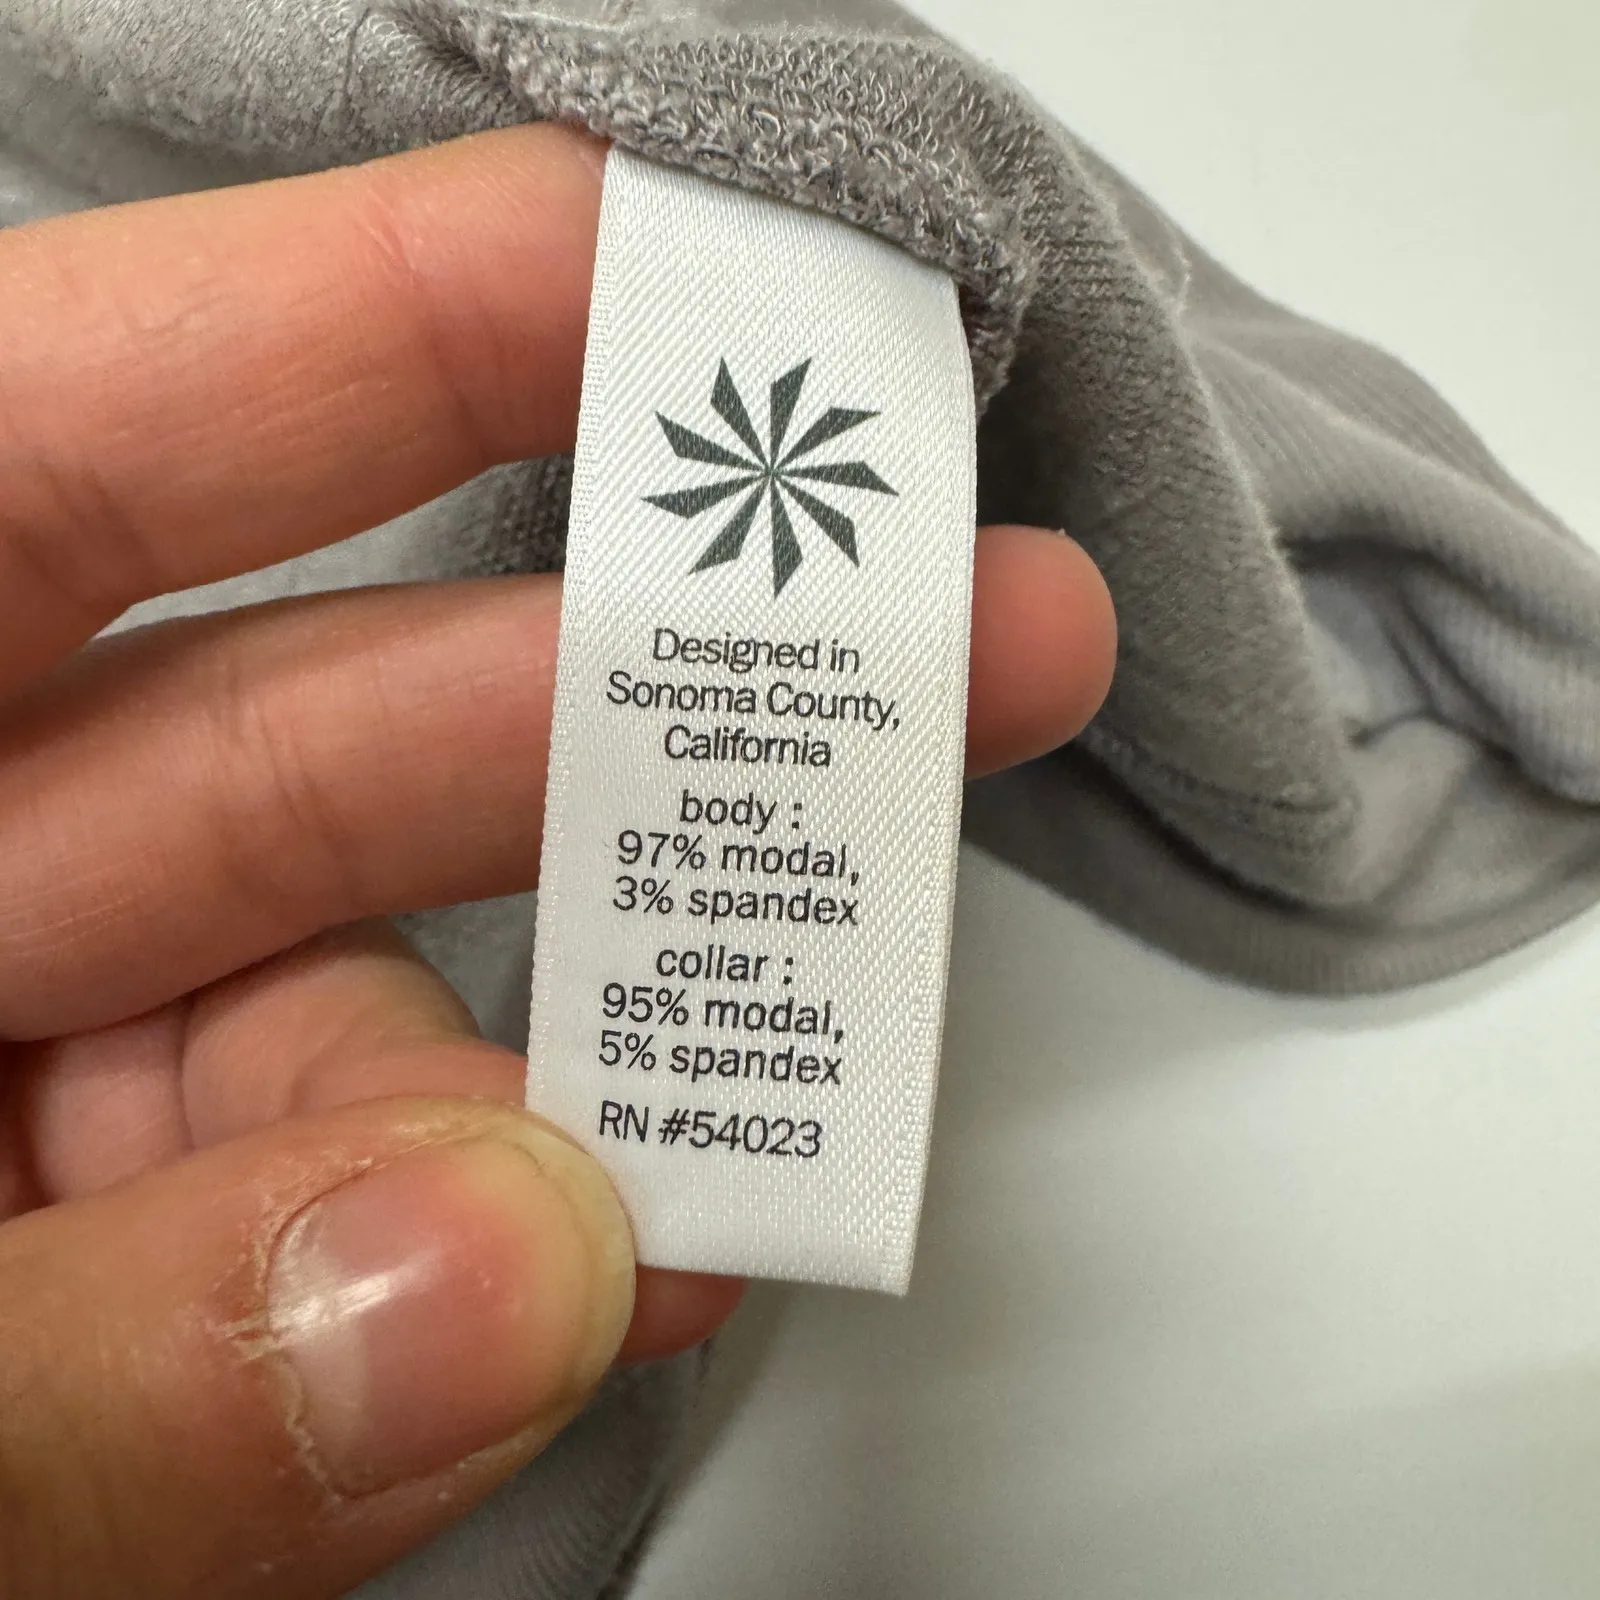 Designed in
Sonoma County,
California
body :
97% modal,
3% spandex
collar :
95% modal,
5% spandex
RN #54023